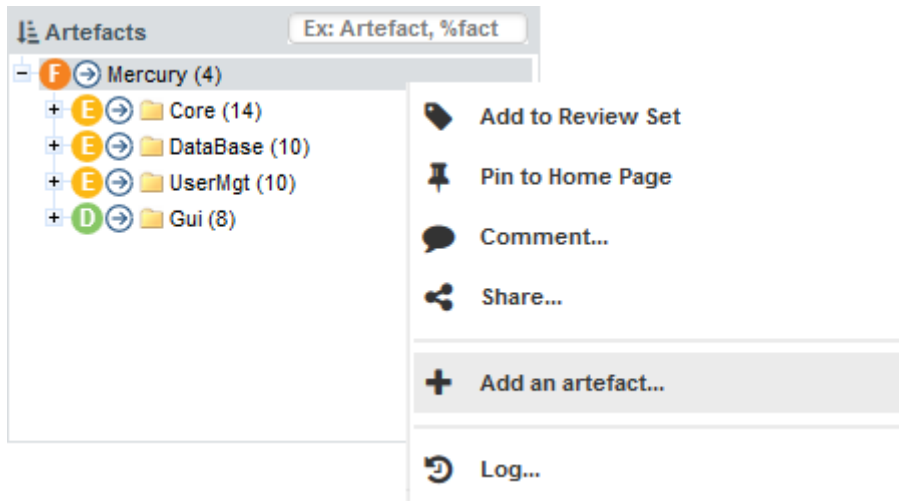 Artefacts
Ex: Artefact, %fact
F Mercury (4)
E Core (14)
E DataBase (10)
E UserMgt (10)
D Gui (8)
Add to Review Set
Pin to Home Page
Comment...
Share...
Add an artefact...
Log...